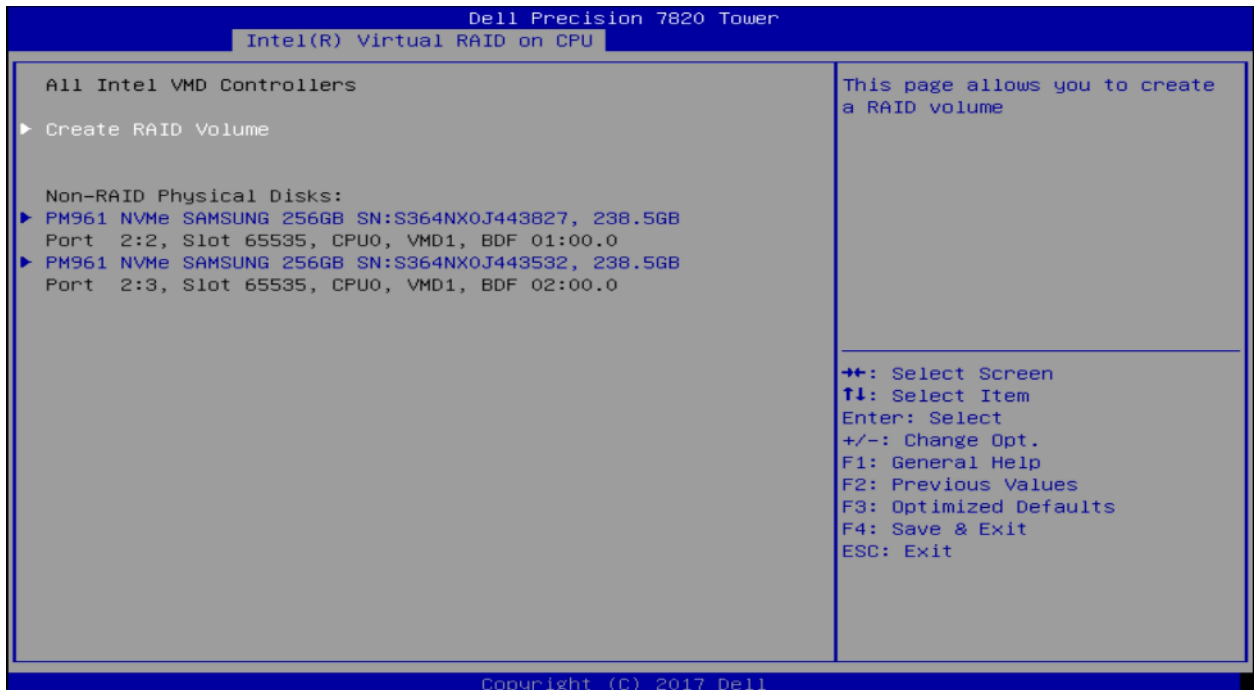 Dell Precision 7820 Tower
Intel(R) Virtual RAID on CPU
All Intel VMD Controllers
Create RAID Volume
Non-RAID Physical Disks:
PM961 NVMe SAMSUNG 256GB SN:S364NX0J443827, 238.5GB
Port  2:2, Slot 65535, CPU0, VMD1, BDF 01:00.0
PM961 NVMe SAMSUNG 256GB SN:S364NX0J443532, 238.5GB
Port  2:3, Slot 65535, CPU0, VMD1, BDF 02:00.0
This page allows you to create
a RAID volume
→←: Select Screen
↑↓: Select Item
Enter: Select
+/-: Change Opt.
F1: General Help
F2: Previous Values
F3: Optimized Defaults
F4: Save & Exit
ESC: Exit
Copyright (C) 2017 Dell